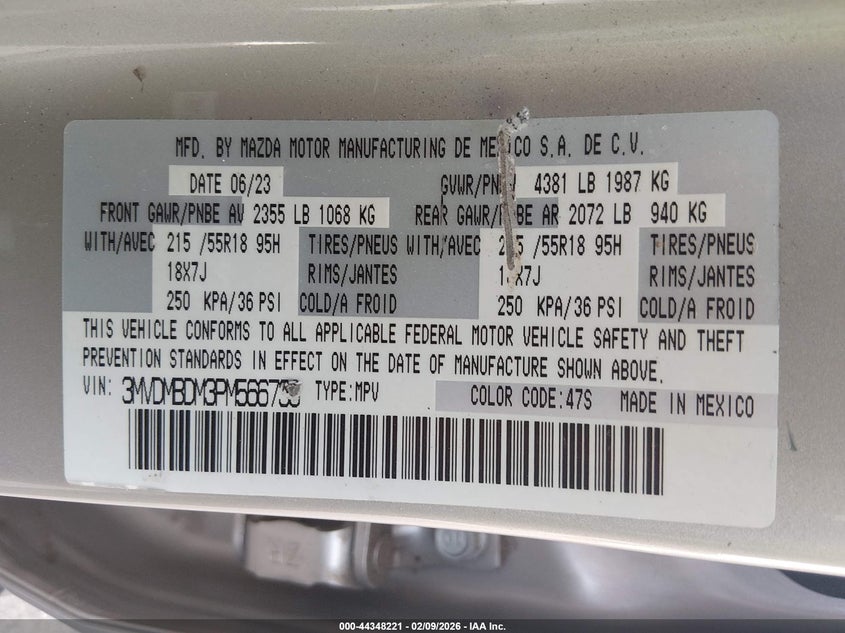 MFD. BY MAZDA MOTOR MANUFACTURING DE MEXICO S.A. DE C.V.
DATE 06/23 GVWR/PNBV 4381 LB 1987 KG
FRONT GAWR/PNBE AV 2355 LB 1068 KG REAR GAWR/PNBE AR 2072 LB 940 KG
WITH/AVEC 215 /55R18 95H TIRES/PNEUS WITH/AVEC 215 /55R18 95H TIRES/PNEUS
18X7J RIMS/JANTES 18X7J RIMS/JANTES
250 KPA/36 PSI COLD/A FROID 250 KPA/36 PSI COLD/A FROID
THIS VEHICLE CONFORMS TO ALL APPLICABLE FEDERAL MOTOR VEHICLE SAFETY AND THEFT
PREVENTION STANDARDS IN EFFECT ON THE DATE OF MANUFACTURE SHOWN ABOVE.
VIN: TYPE:MPV COLOR CODE:47S MADE IN MEXICO
000-44348221 - 02/09/2026 - IAA Inc.